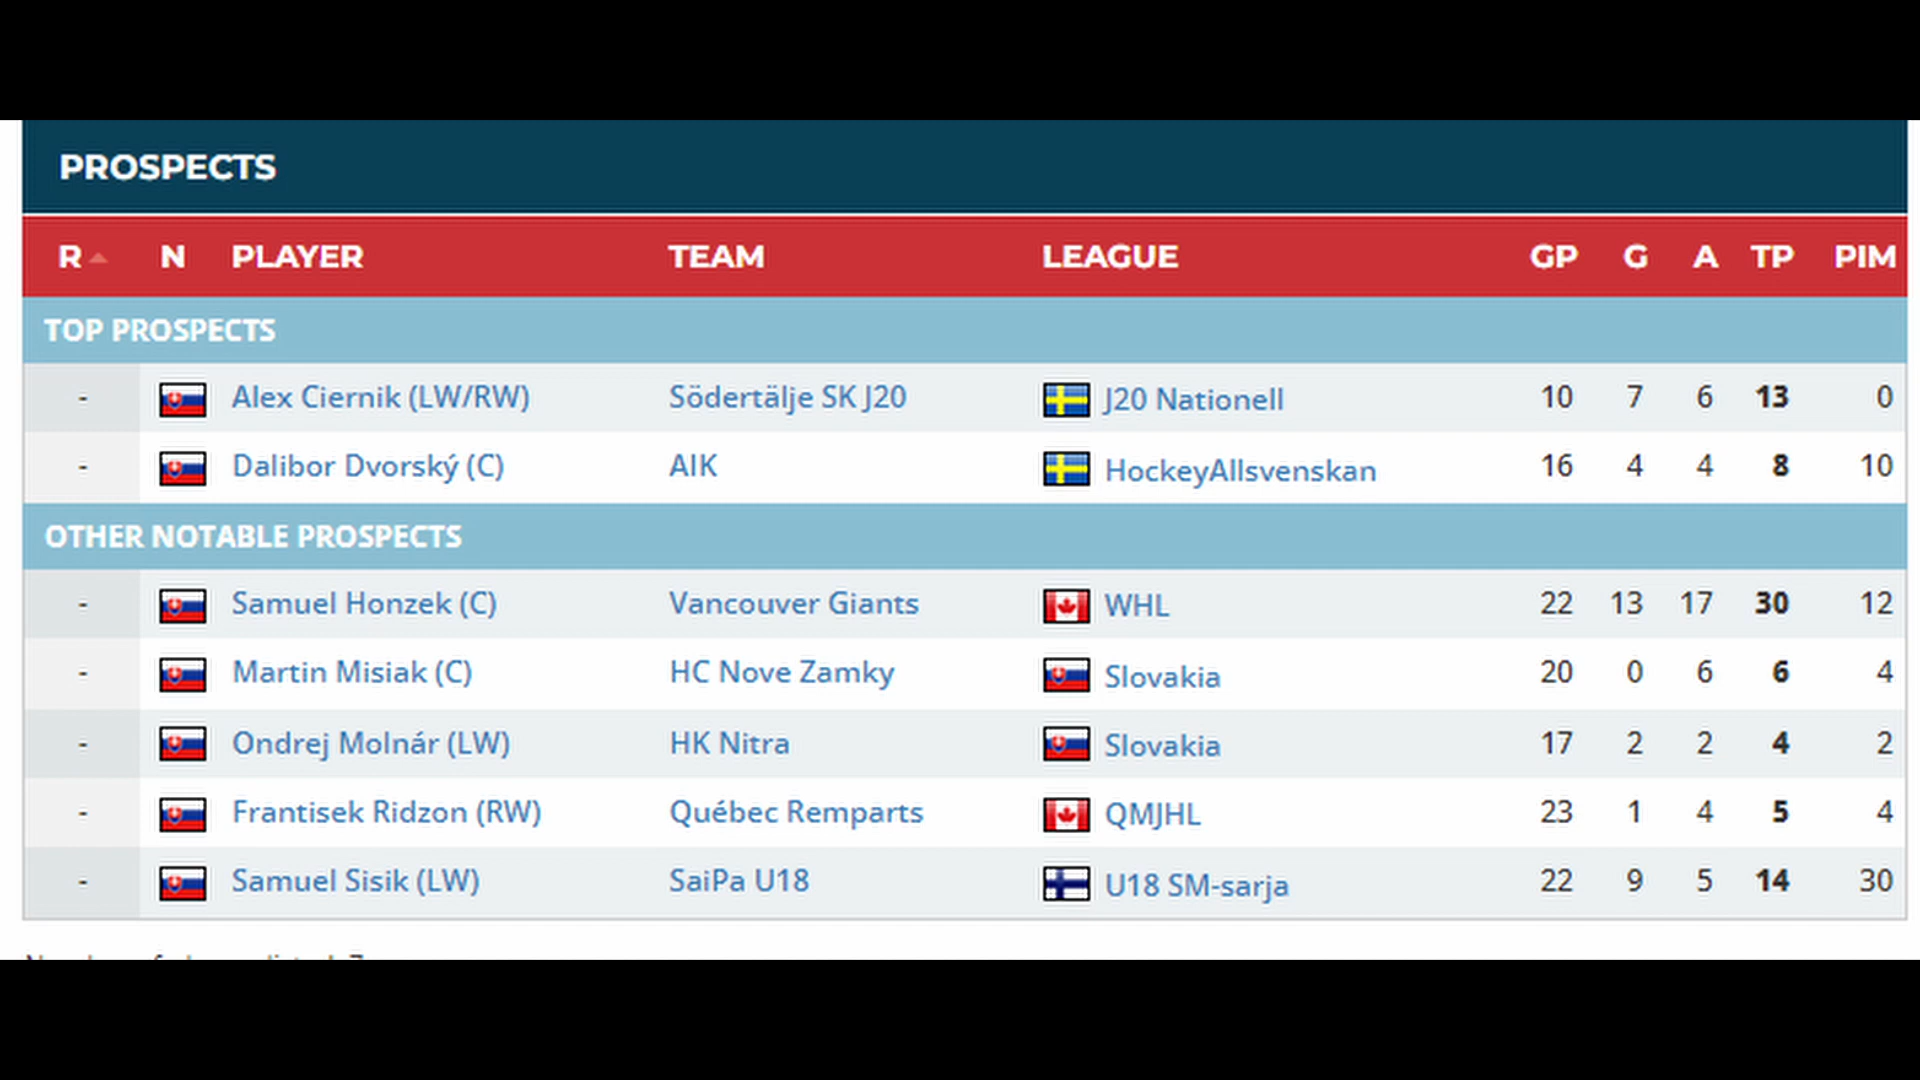 PROSPECTS
R N PLAYER TEAM LEAGUE GP G A TP PIM
TOP PROSPECTS
- Alex Ciernik (LW/RW) Södertälje SK J20 J20 Nationell 10 7 6 13 0
- Dalibor Dvorský (C) AIK HockeyAllsvenskan 16 4 4 8 10
OTHER NOTABLE PROSPECTS
- Samuel Honzek (C) Vancouver Giants WHL 22 13 17 30 12
- Martin Misiak (C) HC Nove Zamky Slovakia 20 0 6 6 4
- Ondrej Molnár (LW) HK Nitra Slovakia 17 2 2 4 2
- Frantisek Ridzon (RW) Québec Remparts QMJHL 23 1 4 5 4
- Samuel Sisik (LW) SaiPa U18 U18 SM-sarja 22 9 5 14 30